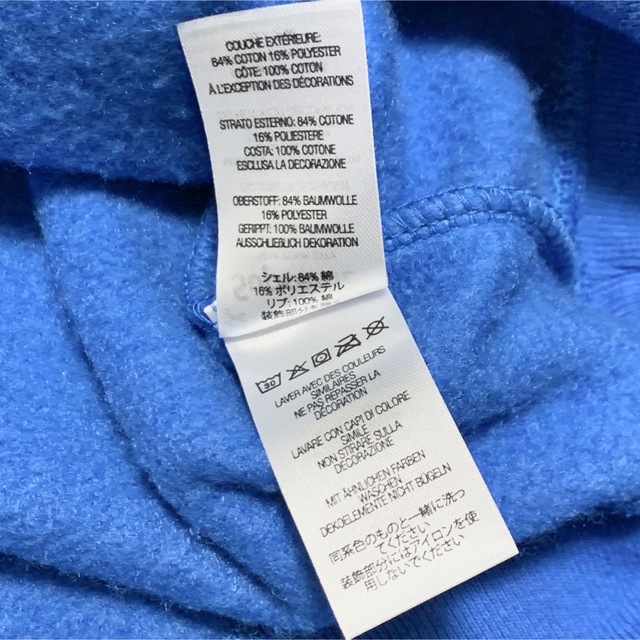 COUCHE EXTÉRIEURE:
84% COTON 16% POLYESTER
CÔTE: 100% COTON
À L'EXCEPTION DES DÉCORATIONS
STRATO ESTERNO: 84% COTONE
16% POLIESTERE
COSTA: 100% COTONE
ESCLUSA LA DECORAZIONE
OBERSTOFF: 84% BAUMWOLLE
16% POLYESTER
GERIPPT: 100% BAUMWOLLE
AUSSCHLIEßLICH DEKORATION
シェル: 84% 綿
16% ポリエステル
リブ: 100% 綿
30
LAVER AVEC DES COULEURS
SIMILAIRES
NE PAS REPASSER LA
DÉCORATION
LAVARE CON CAPI DI COLORE
SIMILE
NON STIRARE SULLA
DECORAZIONE
MIT ÄHNLICHEN FARBEN
WASCHEN
DEKOELEMENTE NICHT BÜGELN
同系色のものと一緒に洗っ
てください
装飾部分にはアイロンを使
用しないでください